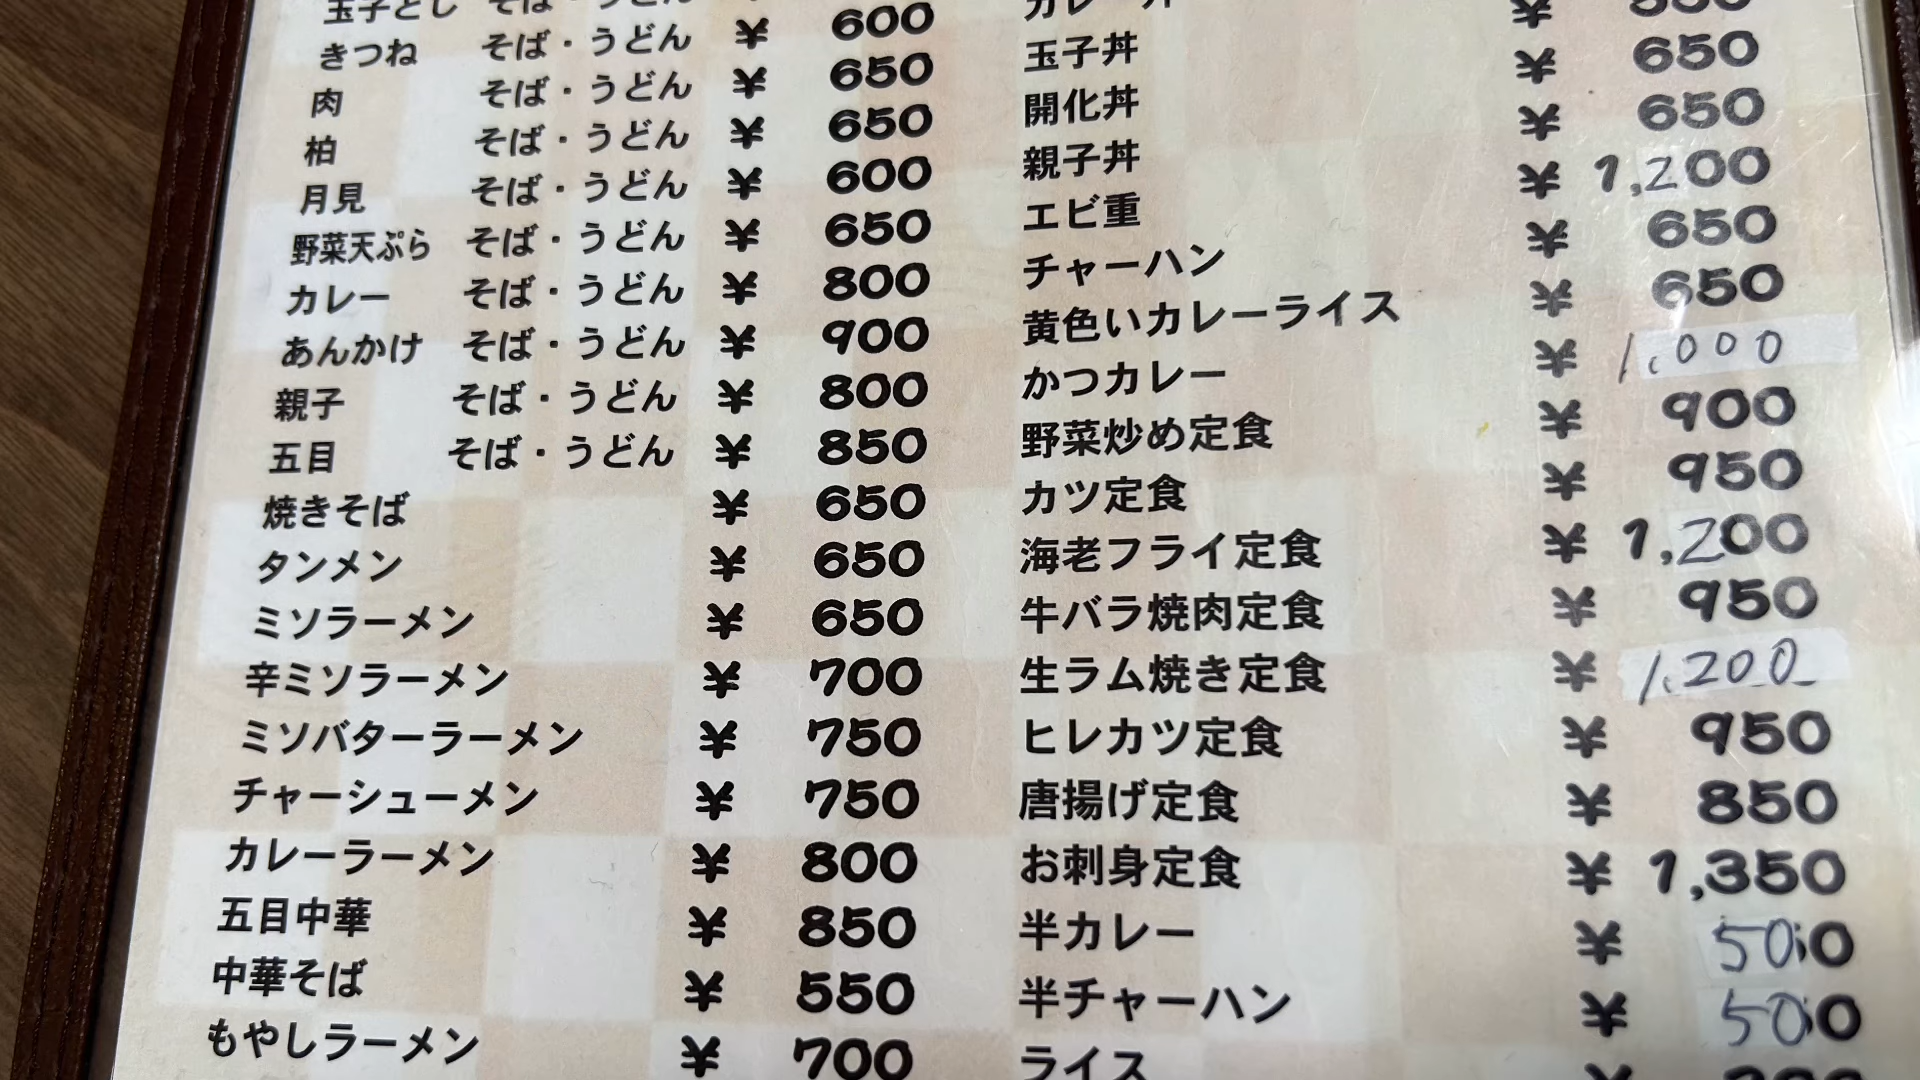 玉子とじ そば・うどん
きつね そば・うどん ¥ 600
肉 そば・うどん ¥ 650
柏 そば・うどん ¥ 650
月見 そば・うどん ¥ 600
野菜天ぷら そば・うどん ¥ 650
カレー そば・うどん ¥ 800
あんかけ そば・うどん ¥ 900
親子 そば・うどん ¥ 800
五目 そば・うどん ¥ 850
焼きそば ¥ 650
タンメン ¥ 650
ミソラーメン ¥ 650
辛ミソラーメン ¥ 700
ミソバターラーメン ¥ 750
チャーシューメン ¥ 750
カレーラーメン ¥ 800
五目中華 ¥ 850
中華そば ¥ 550
もやしラーメン ¥ 700
カレー丼
玉子丼 ¥
開化丼 ¥ 650
親子丼 ¥ 650
エビ重 ¥ 1,200
チャーハン ¥ 650
黄色いカレーライス ¥ 650
かつカレー ¥ 1,000
野菜炒め定食 ¥ 900
カツ定食 ¥ 950
海老フライ定食 ¥ 1,200
牛バラ焼肉定食 ¥ 950
生ラム焼き定食 ¥ 1,200
ヒレカツ定食 ¥ 950
唐揚げ定食 ¥ 850
お刺身定食 ¥ 1,350
半カレー ¥ 500
半チャーハン ¥ 500
ライス ¥